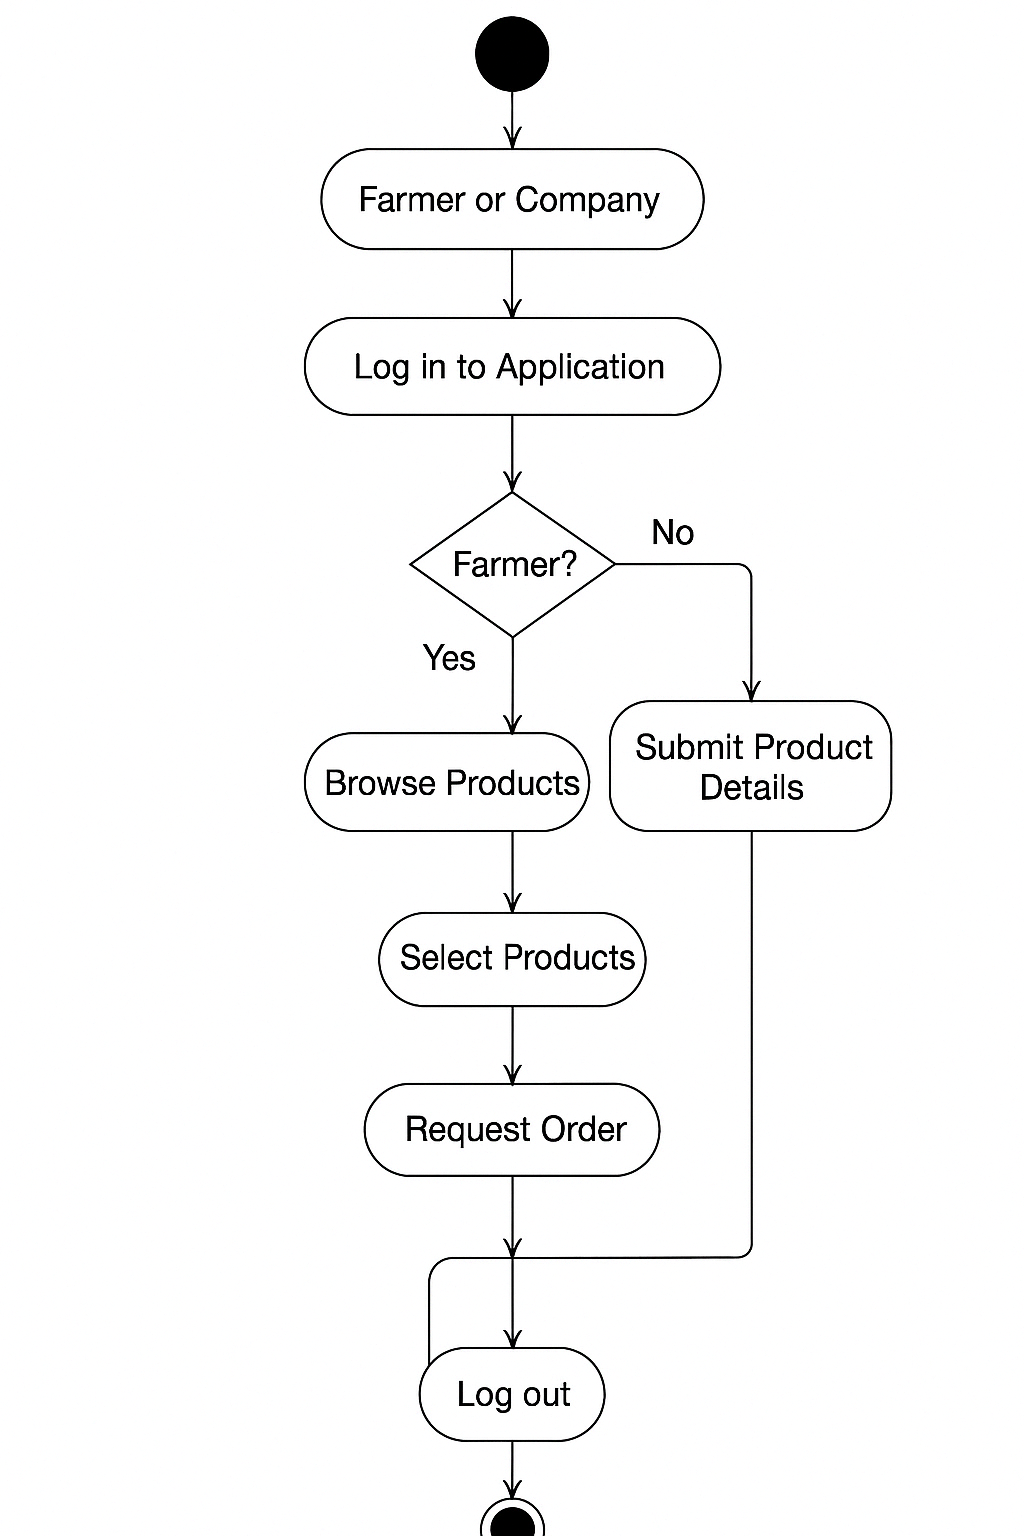 Farmer or Company
Log in to Application
Farmer?
No
Yes
Browse Products
Submit Product
Details
Select Products
Request Order
Log out